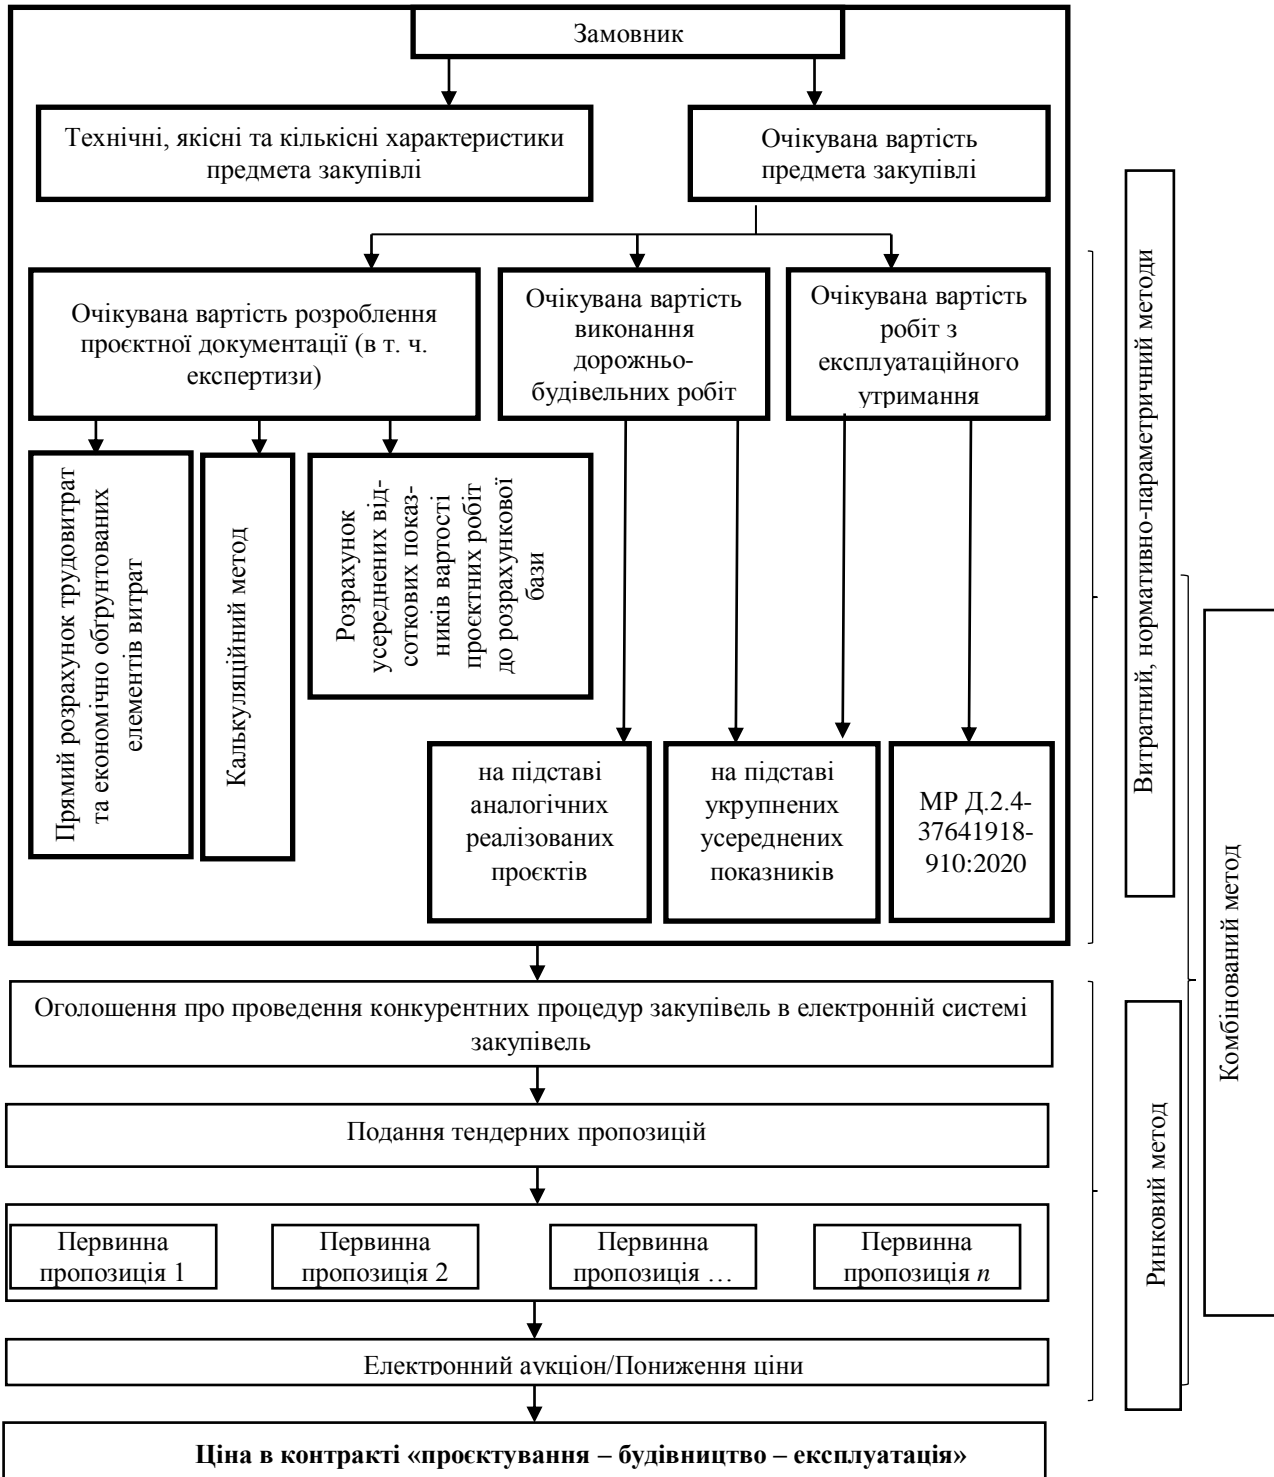 Замовник
Технічні, якісні та кількісні характеристики
предмета закупівлі
Очікувана вартість
предмета закупівлі
Очікувана вартість розроблення
проєктної документації (в т. ч.
експертизи)
Очікувана вартість
виконання
дорожньо-
будівельних робіт
Очікувана вартість
робіт з
експлуатаційного
утримання
Прямий розрахунок трудовитрат
та економічно обґрунтованих
елементів витрат
Калькуляційний метод
Розрахунок
усереднених від-
соткових показ-
ників вартості
проєктних робіт
до розрахункової
бази
на підставі
аналогічних
реалізованих
проєктів
на підставі
укрупнених
усереднених
показників
МР Д.2.4-
37641918-
910:2020
Витратний, нормативно-параметричний методи
Комбінований метод
Оголошення про проведення конкурентних процедур закупівель в електронній системі
закупівель
Подання тендерних пропозицій
Первинна
пропозиція 1
Первинна
пропозиція 2
Первинна
пропозиція …
Первинна
пропозиція n
Ринковий метод
Електронний аукціон/Пониження ціни
Ціна в контракті «проєктування – будівництво – експлуатація»